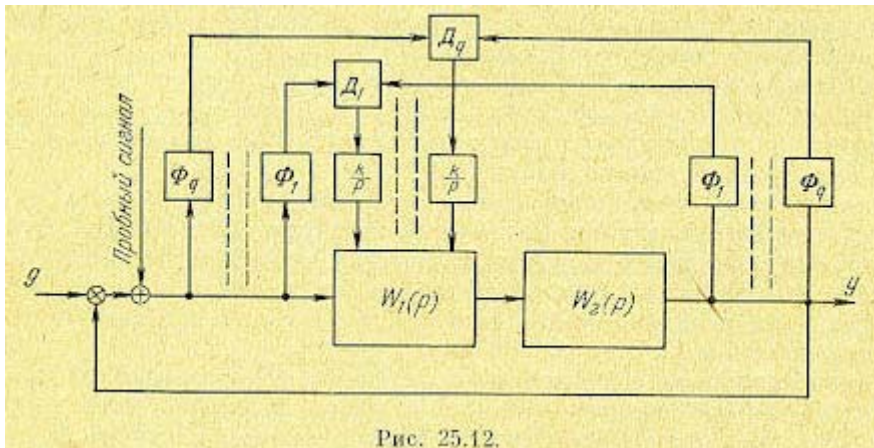 Д_q
Д_1
Пробный сигнал
Ф_q
Ф_1
k/p
k/p
Ф_1
Ф_q
g
W_1(p)
W_2(p)
y
Рис. 25.12.